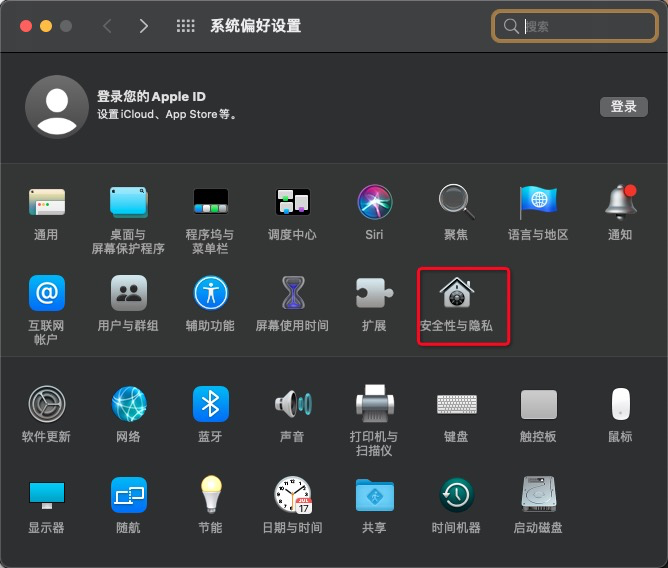 系统偏好设置
搜索
登录您的 Apple ID
设置 iCloud、App Store 等。
登录
通用
桌面与
屏幕保护程序
程序坞与
菜单栏
调度中心
Siri
聚焦
语言与地区
通知
互联网
帐户
用户与群组
辅助功能
屏幕使用时间
扩展
安全性与隐私
软件更新
网络
蓝牙
声音
打印机与
扫描仪
键盘
触控板
鼠标
显示器
随航
节能
JUL
17
日期与时间
共享
时间机器
启动磁盘